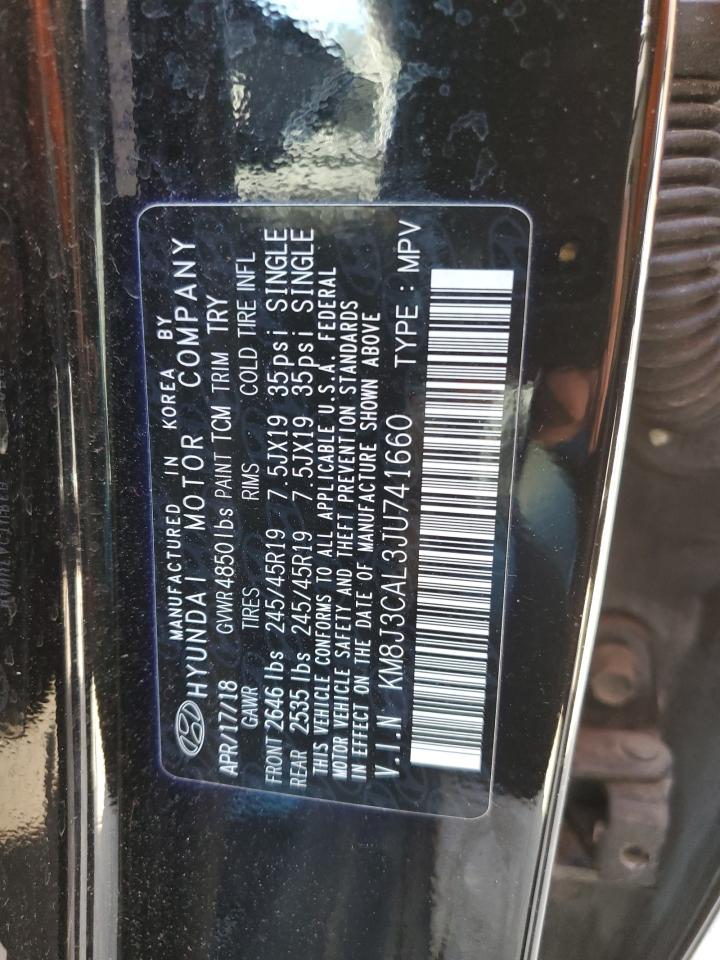 MANUFACTURED IN KOREA BY
HYUNDAI MOTOR COMPANY
APR/17/18 GVWR 4850lbs PAINT TCM TRIM TRY
GAWR TIRES RIMS COLD TIRE INFL
FRONT 2646 lbs 245/45R19 7.5JX19 35psi SINGLE
REAR 2535 lbs 245/45R19 7.5JX19 35psi SINGLE
THIS VEHICLE CONFORMS TO ALL APPLICABLE U.S.A. FEDERAL
MOTOR VEHICLE SAFETY AND THEFT PREVENTION STANDARDS
IN EFFECT ON THE DATE OF MANUFACTURE SHOWN ABOVE
V.I.N KM8J3CAL3JU741660 TYPE : MPV